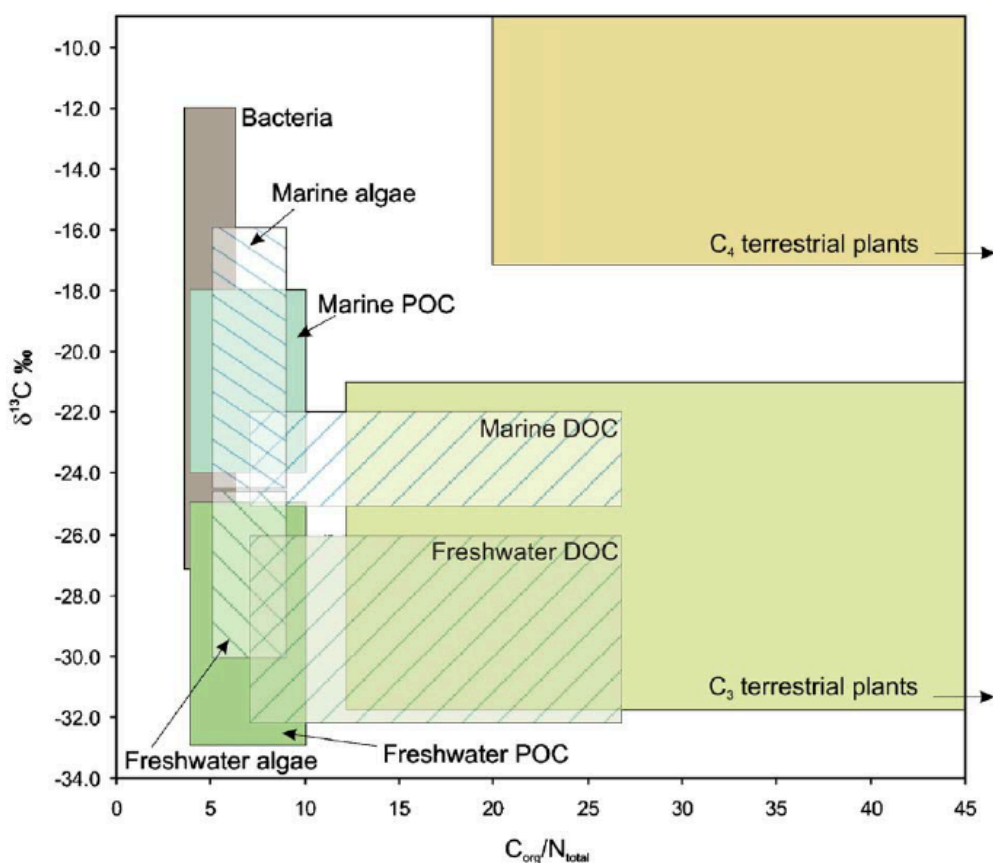 -10.0
-12.0
-14.0
-16.0
-18.0
-20.0
-22.0
-24.0
-26.0
-28.0
-30.0
-32.0
-34.0
δ¹³C ‰
Bacteria
Marine algae
C₄ terrestrial plants
Marine POC
Marine DOC
Freshwater DOC
C₃ terrestrial plants
Freshwater algae
Freshwater POC
0 5 10 15 20 25 30 35 40 45
Cₒᵣg/Nₜₒₜₐₗ